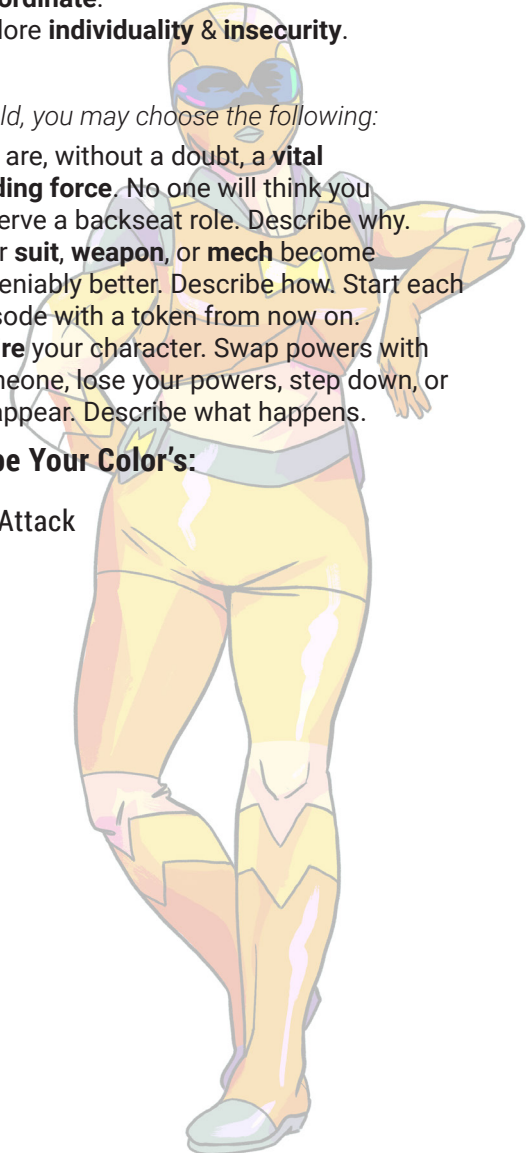 ordinate.
lore individuality & insecurity.
ld, you may choose the following:
are, without a doubt, a vital
ding force. No one will think you
erve a backseat role. Describe why.
r suit, weapon, or mech become
eniably better. Describe how. Start each
sode with a token from now on.
re your character. Swap powers with
meone, lose your powers, step down, or
appear. Describe what happens.
be Your Color's:
Attack